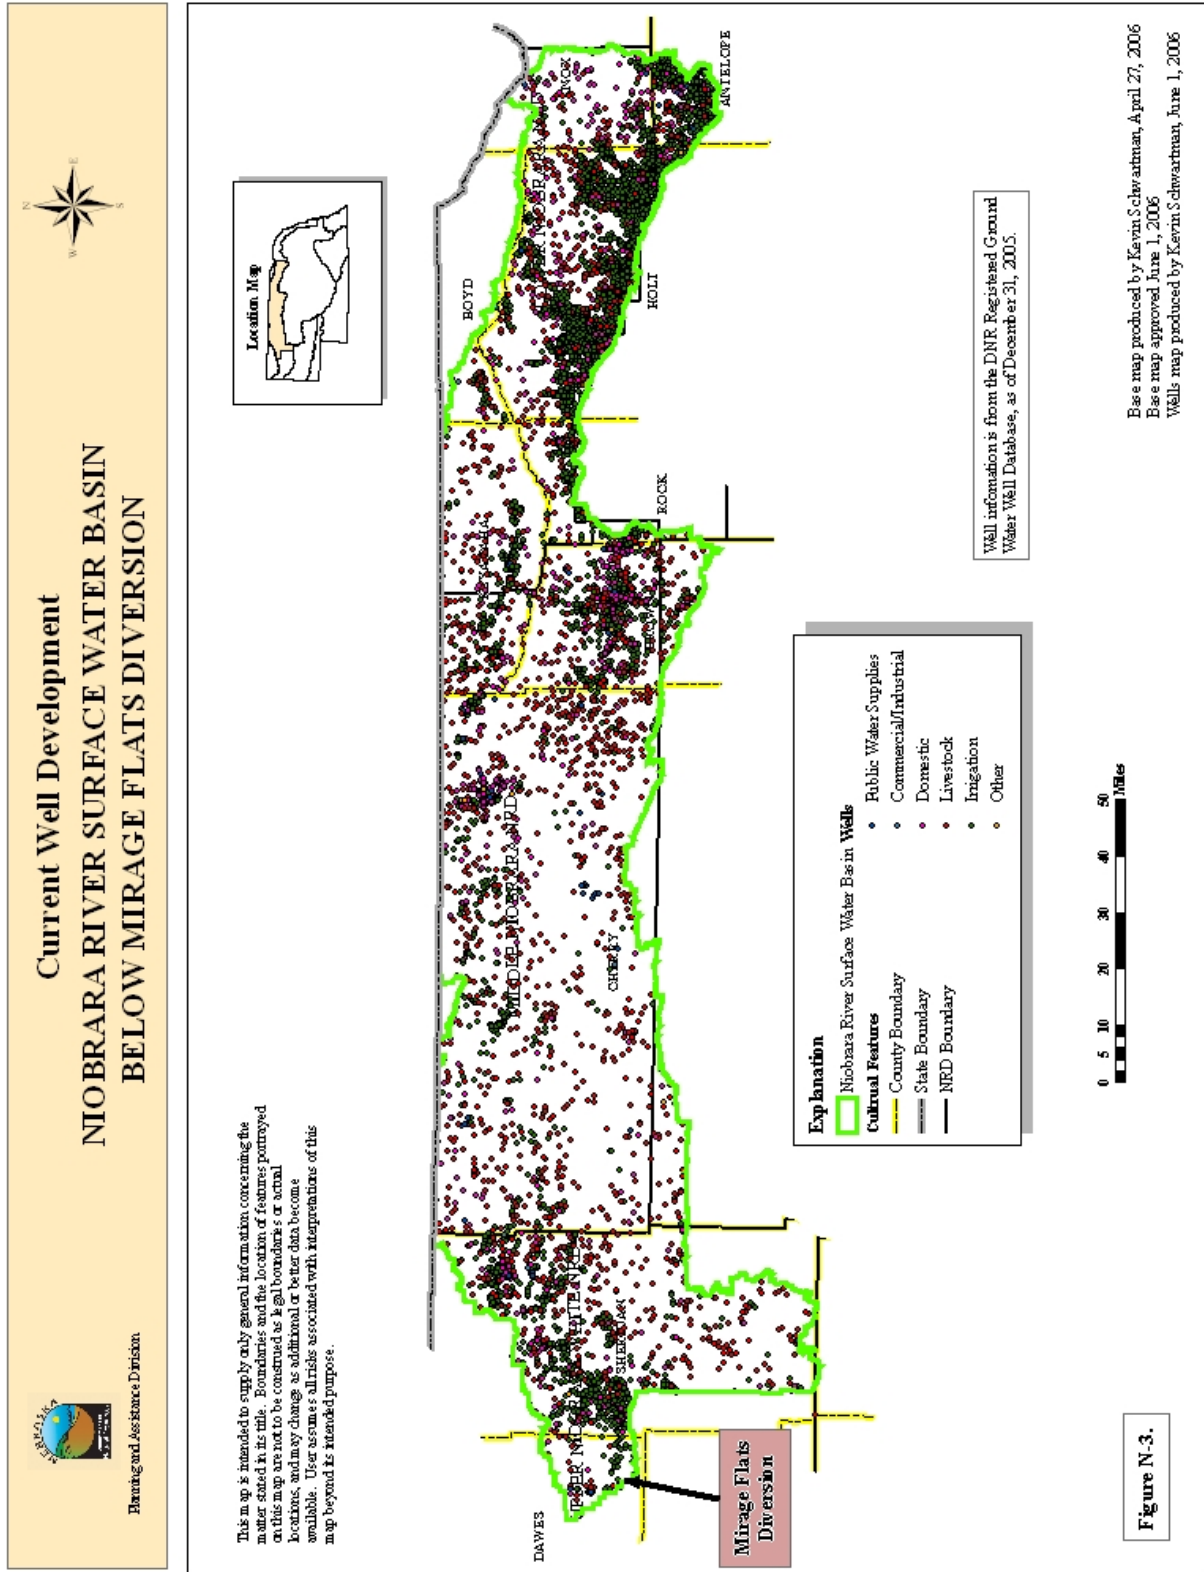 Current Well Development
NIOBRARA RIVER SURFACE WATER BASIN
BELOW MIRAGE FLATS DIVERSION
N
W
E
S
NEBRASKA
Planning and Assistance Division
This map is intended to supply only general information concerning the
matter stated in its title. Boundaries and the location of features portrayed
on this map are not to be construed as legal boundaries or actual
locations, and may change as additional or better data become
available. User assumes all risks associated with interpretations of this
map beyond its intended purpose.
Location Map
DAWES
SHERIDAN
MIDDLE NIOBRARA NRD
CHERRY
BOYD
ROCK
HOLT
KNOX
ANTELOPE
Mirage Flats
Diversion
Explanation
Niobrara River Surface Water Basin
Cultrual Features
County Boundary
State Boundary
NRD Boundary
Wells
Public Water Supplies
Commercial/Industrial
Domestic
Livestock
Irrigation
Other
Well infomation is from the DNR Registered Ground
Water Well Database, as of December 31, 2005.
0 5 10 20 30 40 50
Miles
Figure N-3.
Base map produced by Kevin Schwartman, April 27, 2006
Base map approved June 1, 2006
Wells map produced by Kevin Schwartman, June 1, 2006